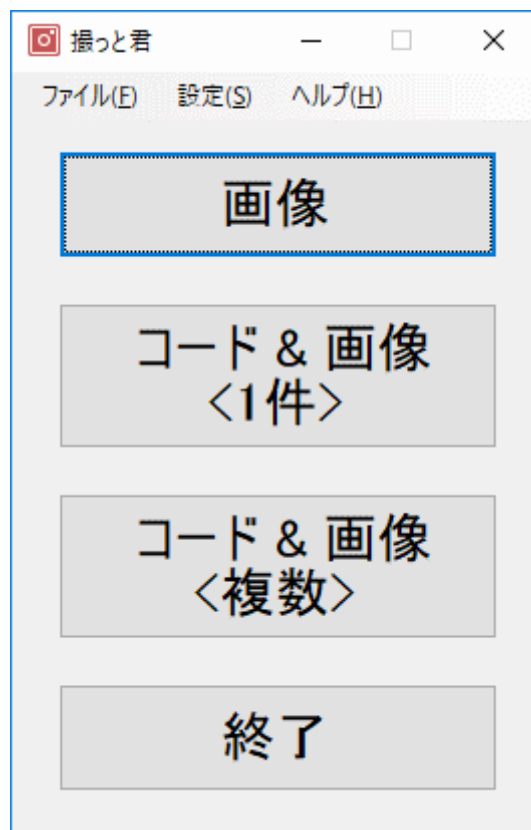 撮っと君
ファイル(F) 設定(S) ヘルプ(H)
画像
コード & 画像
<1件>
コード & 画像
<複数>
終了